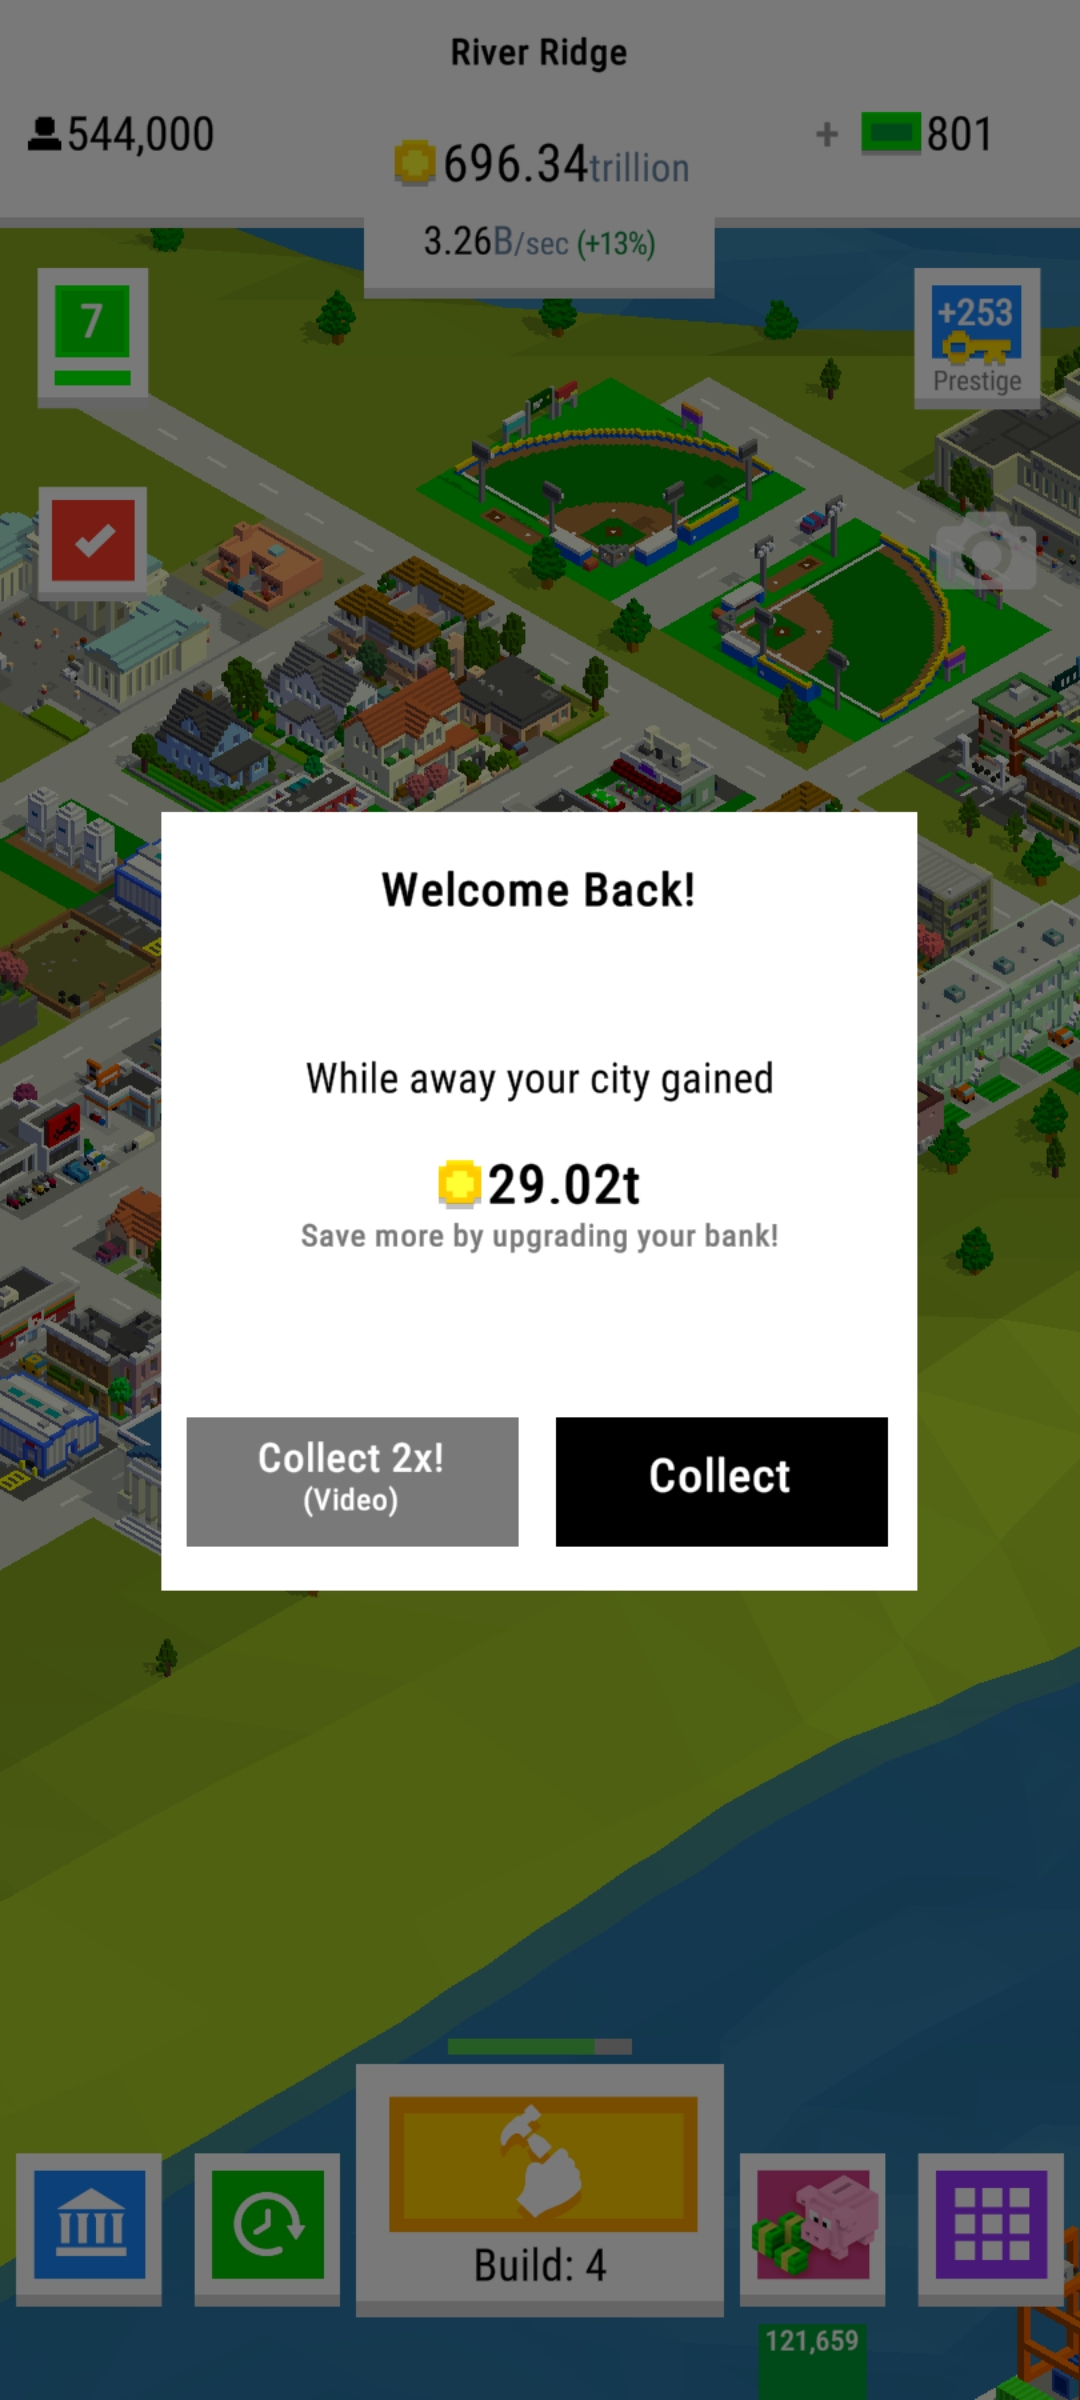 River Ridge
544,000
696.34trillion
+ 801
3.26B/sec (+13%)
7
+253
Prestige
Welcome Back!
While away your city gained
29.02t
Save more by upgrading your bank!
Collect 2x!
(Video)
Collect
Build: 4
121,659